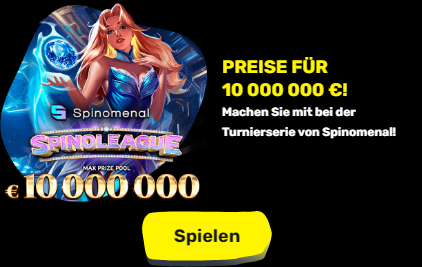 Spinomenal
SPINOLEAGUE
MAX PRIZE POOL
€ 10 000 000
PREISE FÜR
10 000 000 €!
Machen Sie mit bei der
Turnierserie von Spinomenal!
Spielen